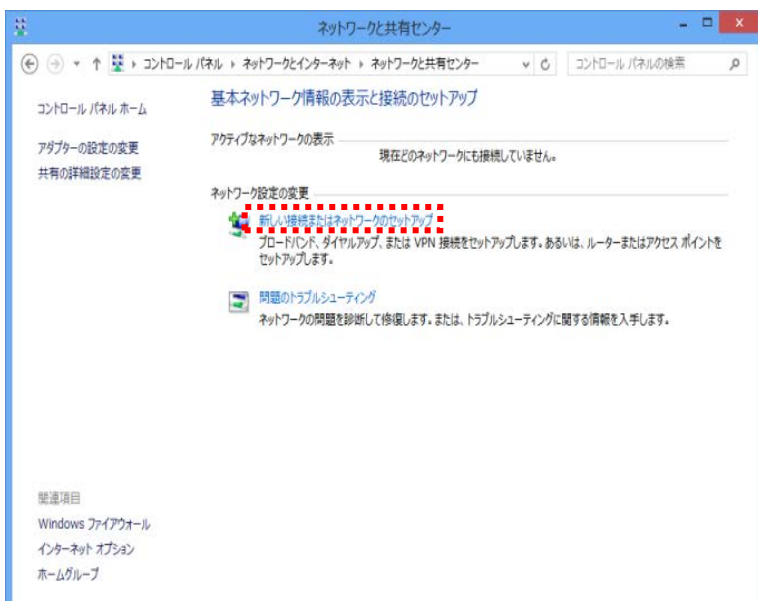 ネットワークと共有センター
コントロール パネル ネットワークとインターネット ネットワークと共有センター コントロール パネルの検索
コントロール パネル ホーム
アダプターの設定の変更
共有の詳細設定の変更
基本ネットワーク情報の表示と接続のセットアップ
アクティブなネットワークの表示
現在どのネットワークにも接続していません。
ネットワーク設定の変更
新しい接続またはネットワークのセットアップ
ブロードバンド、ダイヤルアップ、または VPN 接続をセットアップします。あるいは、ルーターまたはアクセス ポイントを
セットアップします。
問題のトラブルシューティング
ネットワークの問題を診断して修復します。または、トラブルシューティングに関する情報を入手します。
関連項目
Windows ファイアウォール
インターネット オプション
ホームグループ